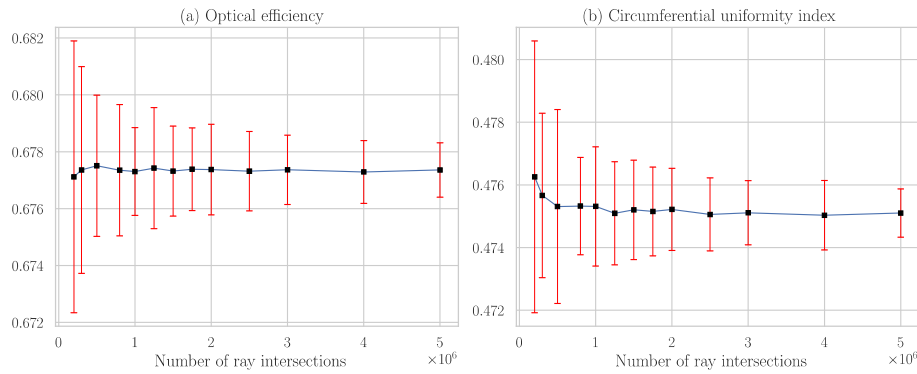 (a) Optical efficiency
0.682
0.680
0.678
0.676
0.674
0.672
0 1 2 3 4 5
×10⁶
Number of ray intersections
(b) Circumferential uniformity index
0.480
0.478
0.476
0.474
0.472
0 1 2 3 4 5
×10⁶
Number of ray intersections